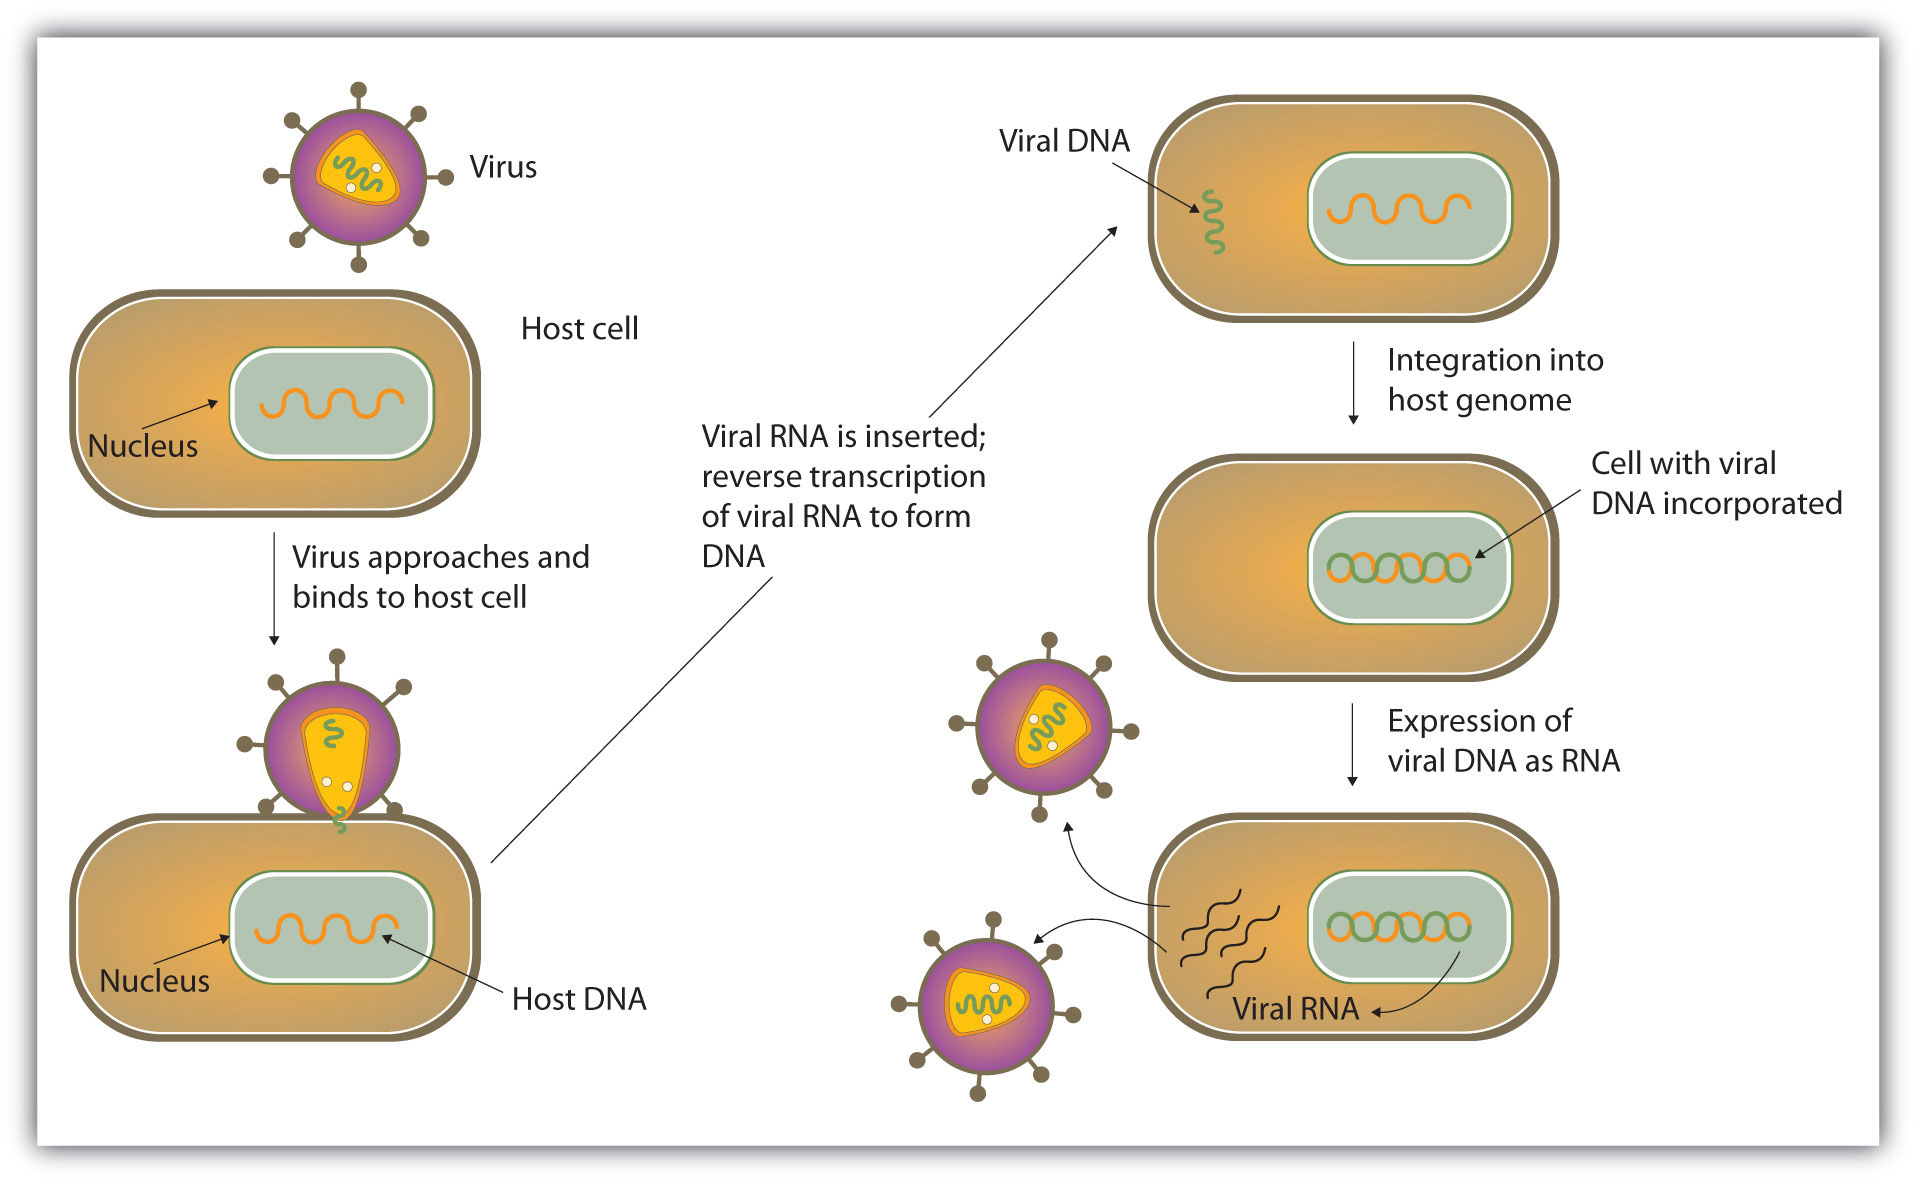 Virus
Host cell
Nucleus
Virus approaches and
binds to host cell
Nucleus
Host DNA
Viral RNA is inserted;
reverse transcription
of viral RNA to form
DNA
Viral DNA
Integration into
host genome
Cell with viral
DNA incorporated
Expression of
viral DNA as RNA
Viral RNA